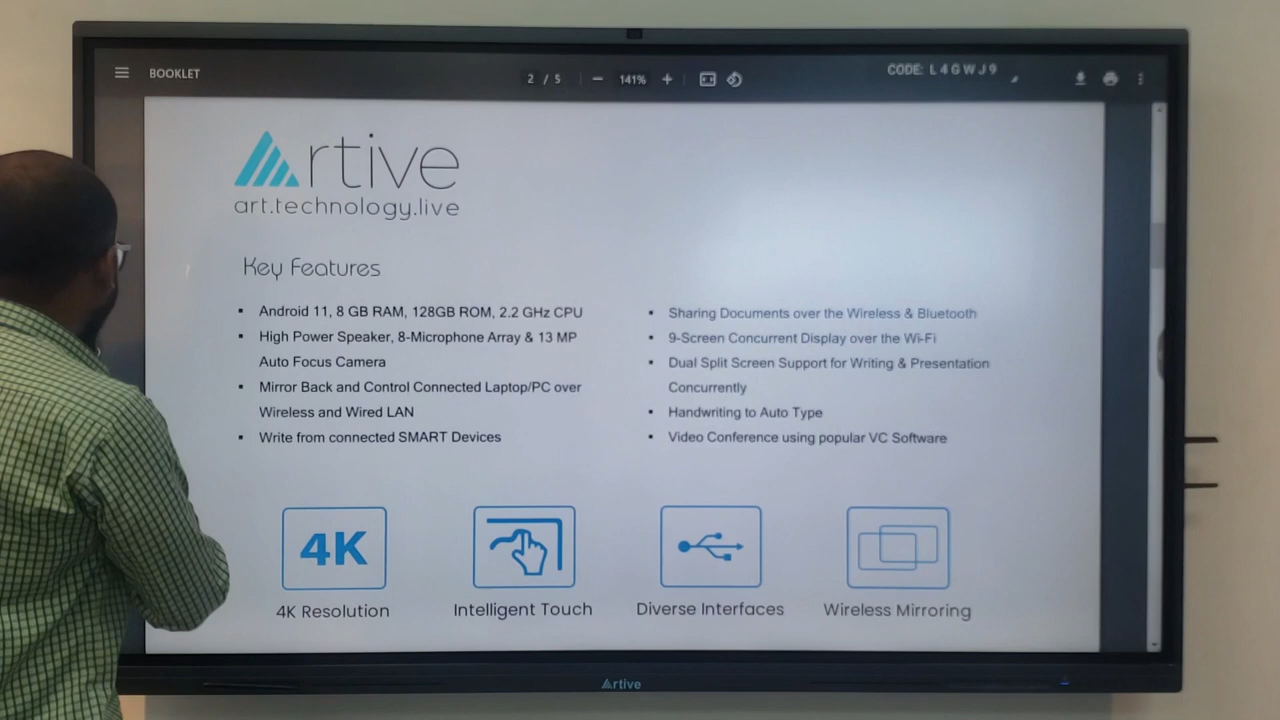 BOOKLET
2 / 5
141%
CODE: L4GWJ9
Artive
art.technology.live
Key Features
▪ Android 11, 8 GB RAM, 128GB ROM, 2.2 GHz CPU
▪ High Power Speaker, 8-Microphone Array & 13 MP
Auto Focus Camera
▪ Mirror Back and Control Connected Laptop/PC over
Wireless and Wired LAN
▪ Write from connected SMART Devices
▪ Sharing Documents over the Wireless & Bluetooth
▪ 9-Screen Concurrent Display over the Wi-Fi
▪ Dual Split Screen Support for Writing & Presentation
Concurrently
▪ Handwriting to Auto Type
▪ Video Conference using popular VC Software
4K
4K Resolution
Intelligent Touch
Diverse Interfaces
Wireless Mirroring
Artive